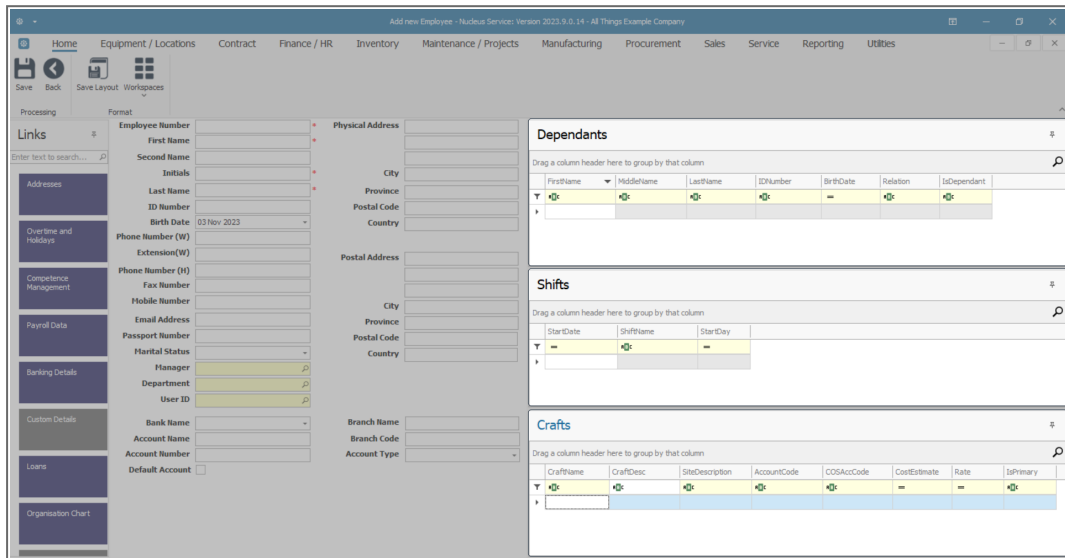 Add new Employee - Nucleus Service: Version 2023.9.0.14 - All Things Example Company
Home Equipment / Locations Contract Finance / HR Inventory Maintenance / Projects Manufacturing Procurement Sales Service Reporting Utilities
Save Back Save Layout Workspaces
Processing Format
Links
Enter text to search...
Addresses
Overtime and
Holidays
Competence
Management
Payroll Data
Banking Details
Custom Details
Loans
Organisation Chart
Employee Number *
First Name *
Second Name
Initials *
Last Name *
ID Number
Birth Date 03 Nov 2023
Phone Number (W)
Extension(W)
Phone Number (H)
Fax Number
Mobile Number
Email Address
Passport Number
Marital Status
Manager
Department
User ID
Bank Name
Account Name
Account Number
Default Account
Physical Address
City
Province
Postal Code
Country
Postal Address
City
Province
Postal Code
Country
Branch Name
Branch Code
Account Type
Dependants
Drag a column header here to group by that column
FirstName MiddleName LastName IDNumber BirthDate Relation IsDependant
Shifts
Drag a column header here to group by that column
StartDate ShiftName StartDay
Crafts
Drag a column header here to group by that column
CraftName CraftDesc SiteDescription AccountCode COSAccCode CostEstimate Rate IsPrimary